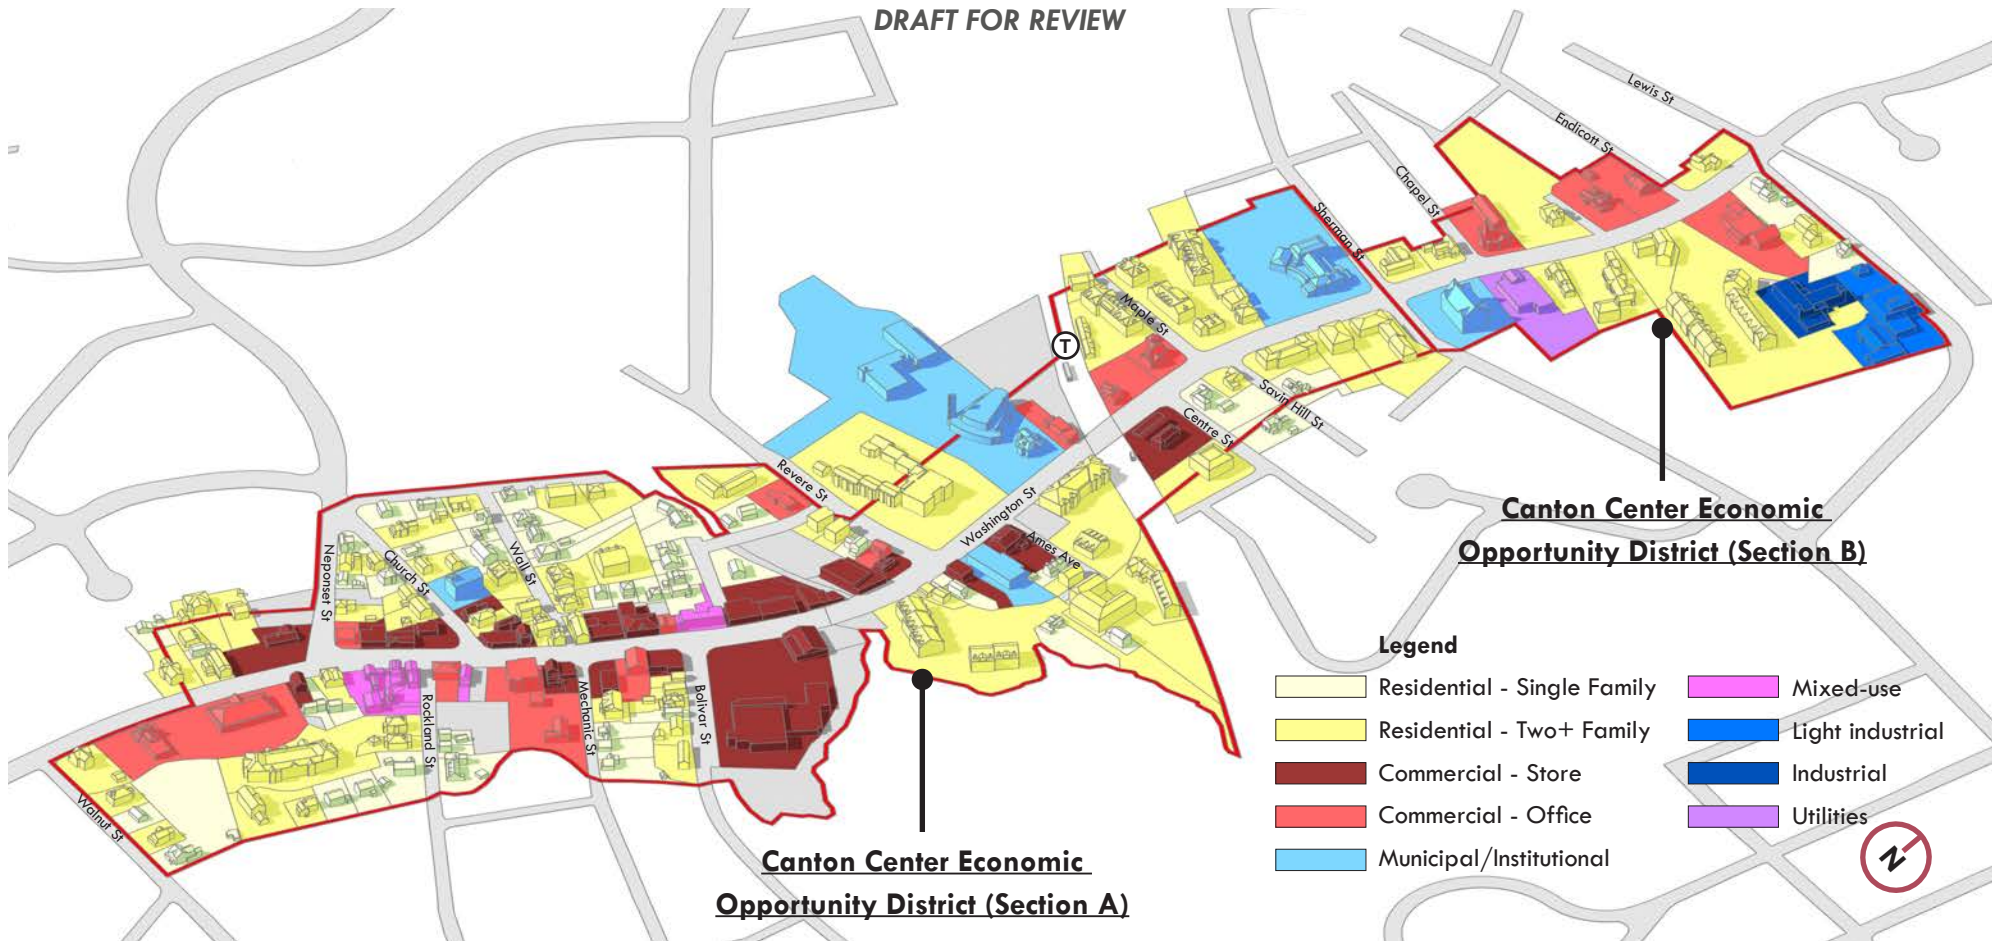 DRAFT FOR REVIEW
Lewis St
Endicott St
Chapel St
Sherman St
Maple St
T
Savin Hill St
Centre St
Revere St
Washington St
Ames Ave
Neponset St
Church St
Wall St
Canton Center Economic
Opportunity District (Section B)
Rockland St
Mechanic St
Bolivar St
Walnut St
Canton Center Economic
Opportunity District (Section A)
Legend
Residential - Single Family
Residential - Two+ Family
Commercial - Store
Commercial - Office
Municipal/Institutional
Mixed-use
Light industrial
Industrial
Utilities
N